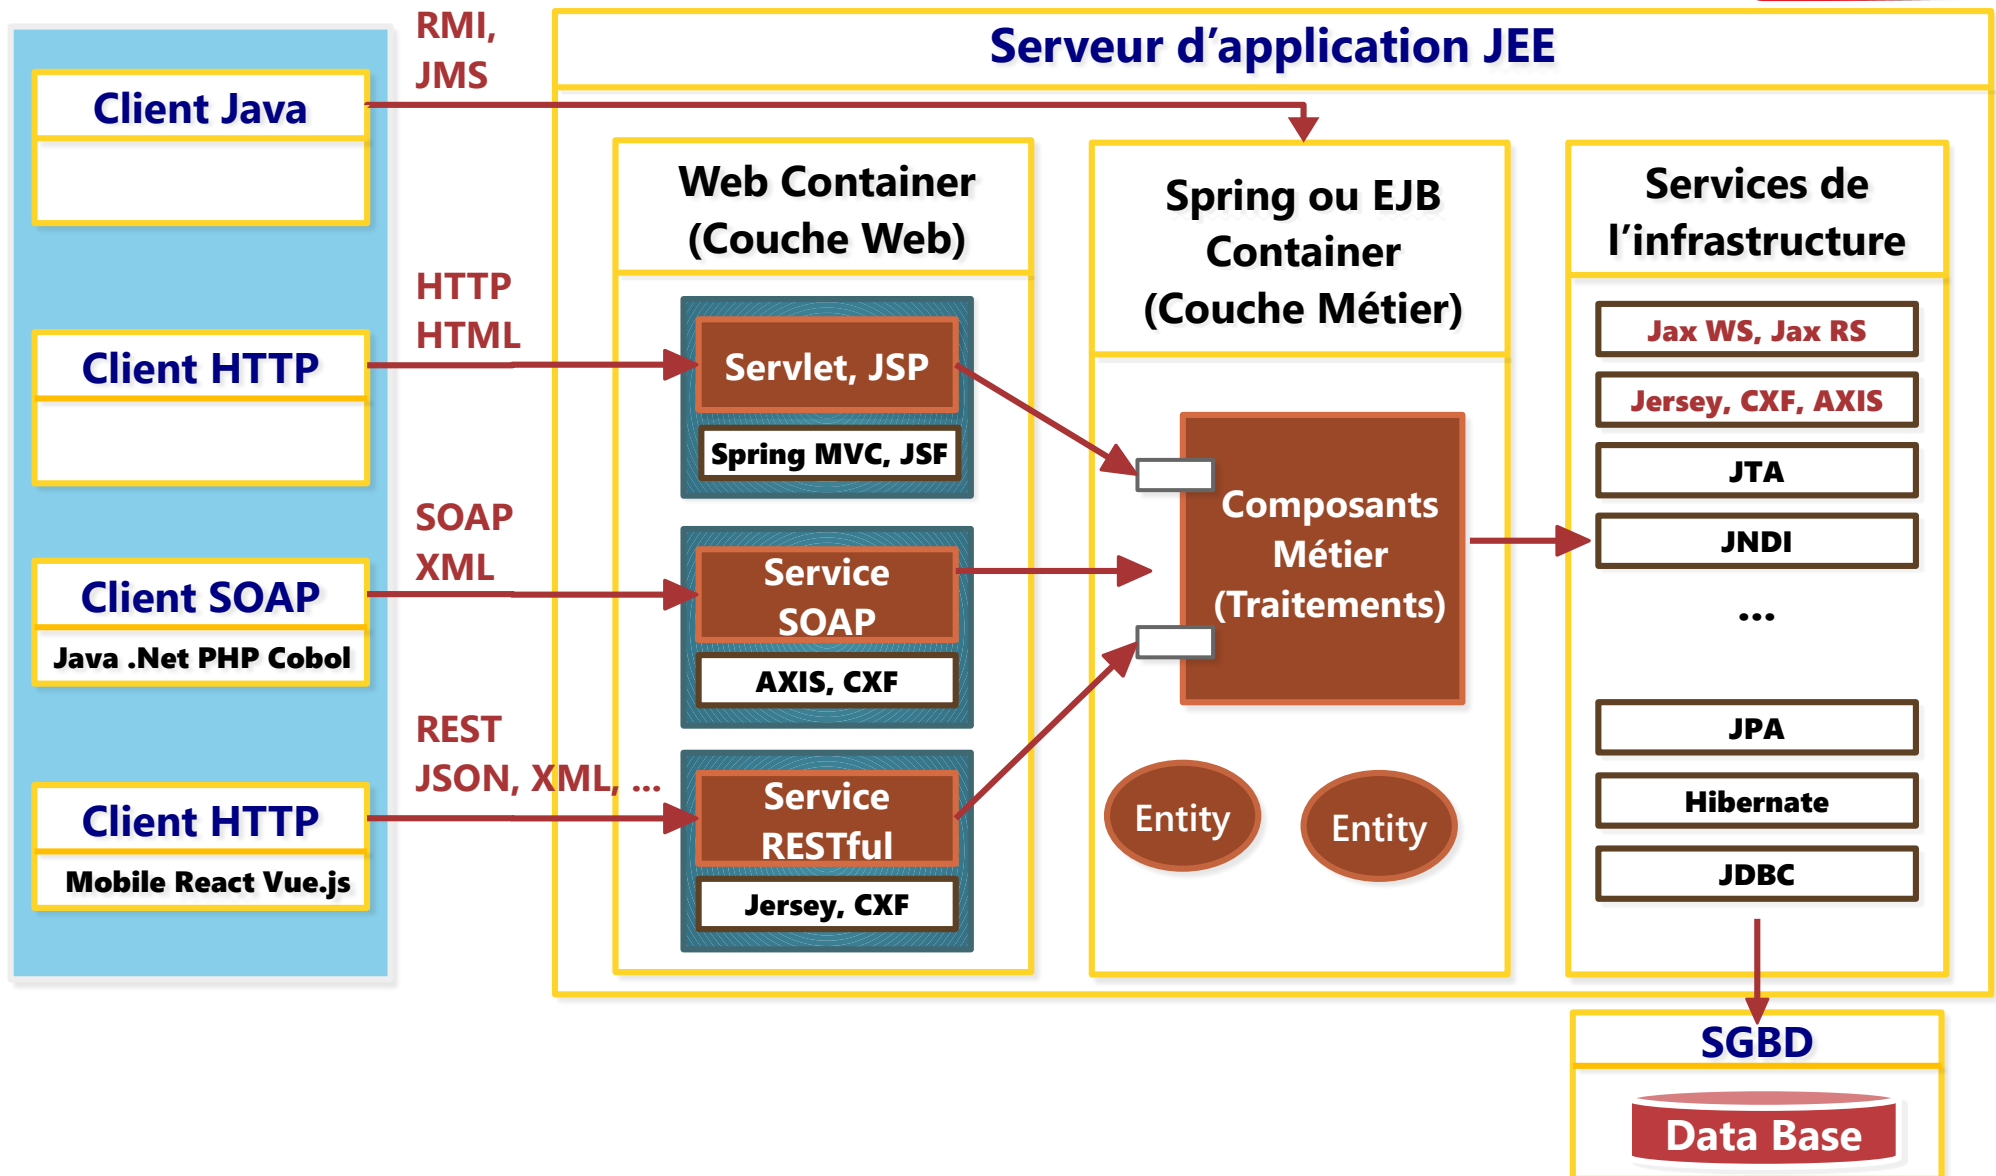 RMI,
JMS
Serveur d’application JEE
Client Java
Client HTTP
Client SOAP
Java .Net PHP Cobol
Client HTTP
Mobile React Vue.js
HTTP
HTML
SOAP
XML
REST
JSON, XML, ...
Web Container
(Couche Web)
Servlet, JSP
Spring MVC, JSF
Service
SOAP
AXIS, CXF
Service
RESTful
Jersey, CXF
Spring ou EJB
Container
(Couche Métier)
Composants
Métier
(Traitements)
Entity
Entity
Services de
l’infrastructure
Jax WS, Jax RS
Jersey, CXF, AXIS
JTA
JNDI
...
JPA
Hibernate
JDBC
SGBD
Data Base